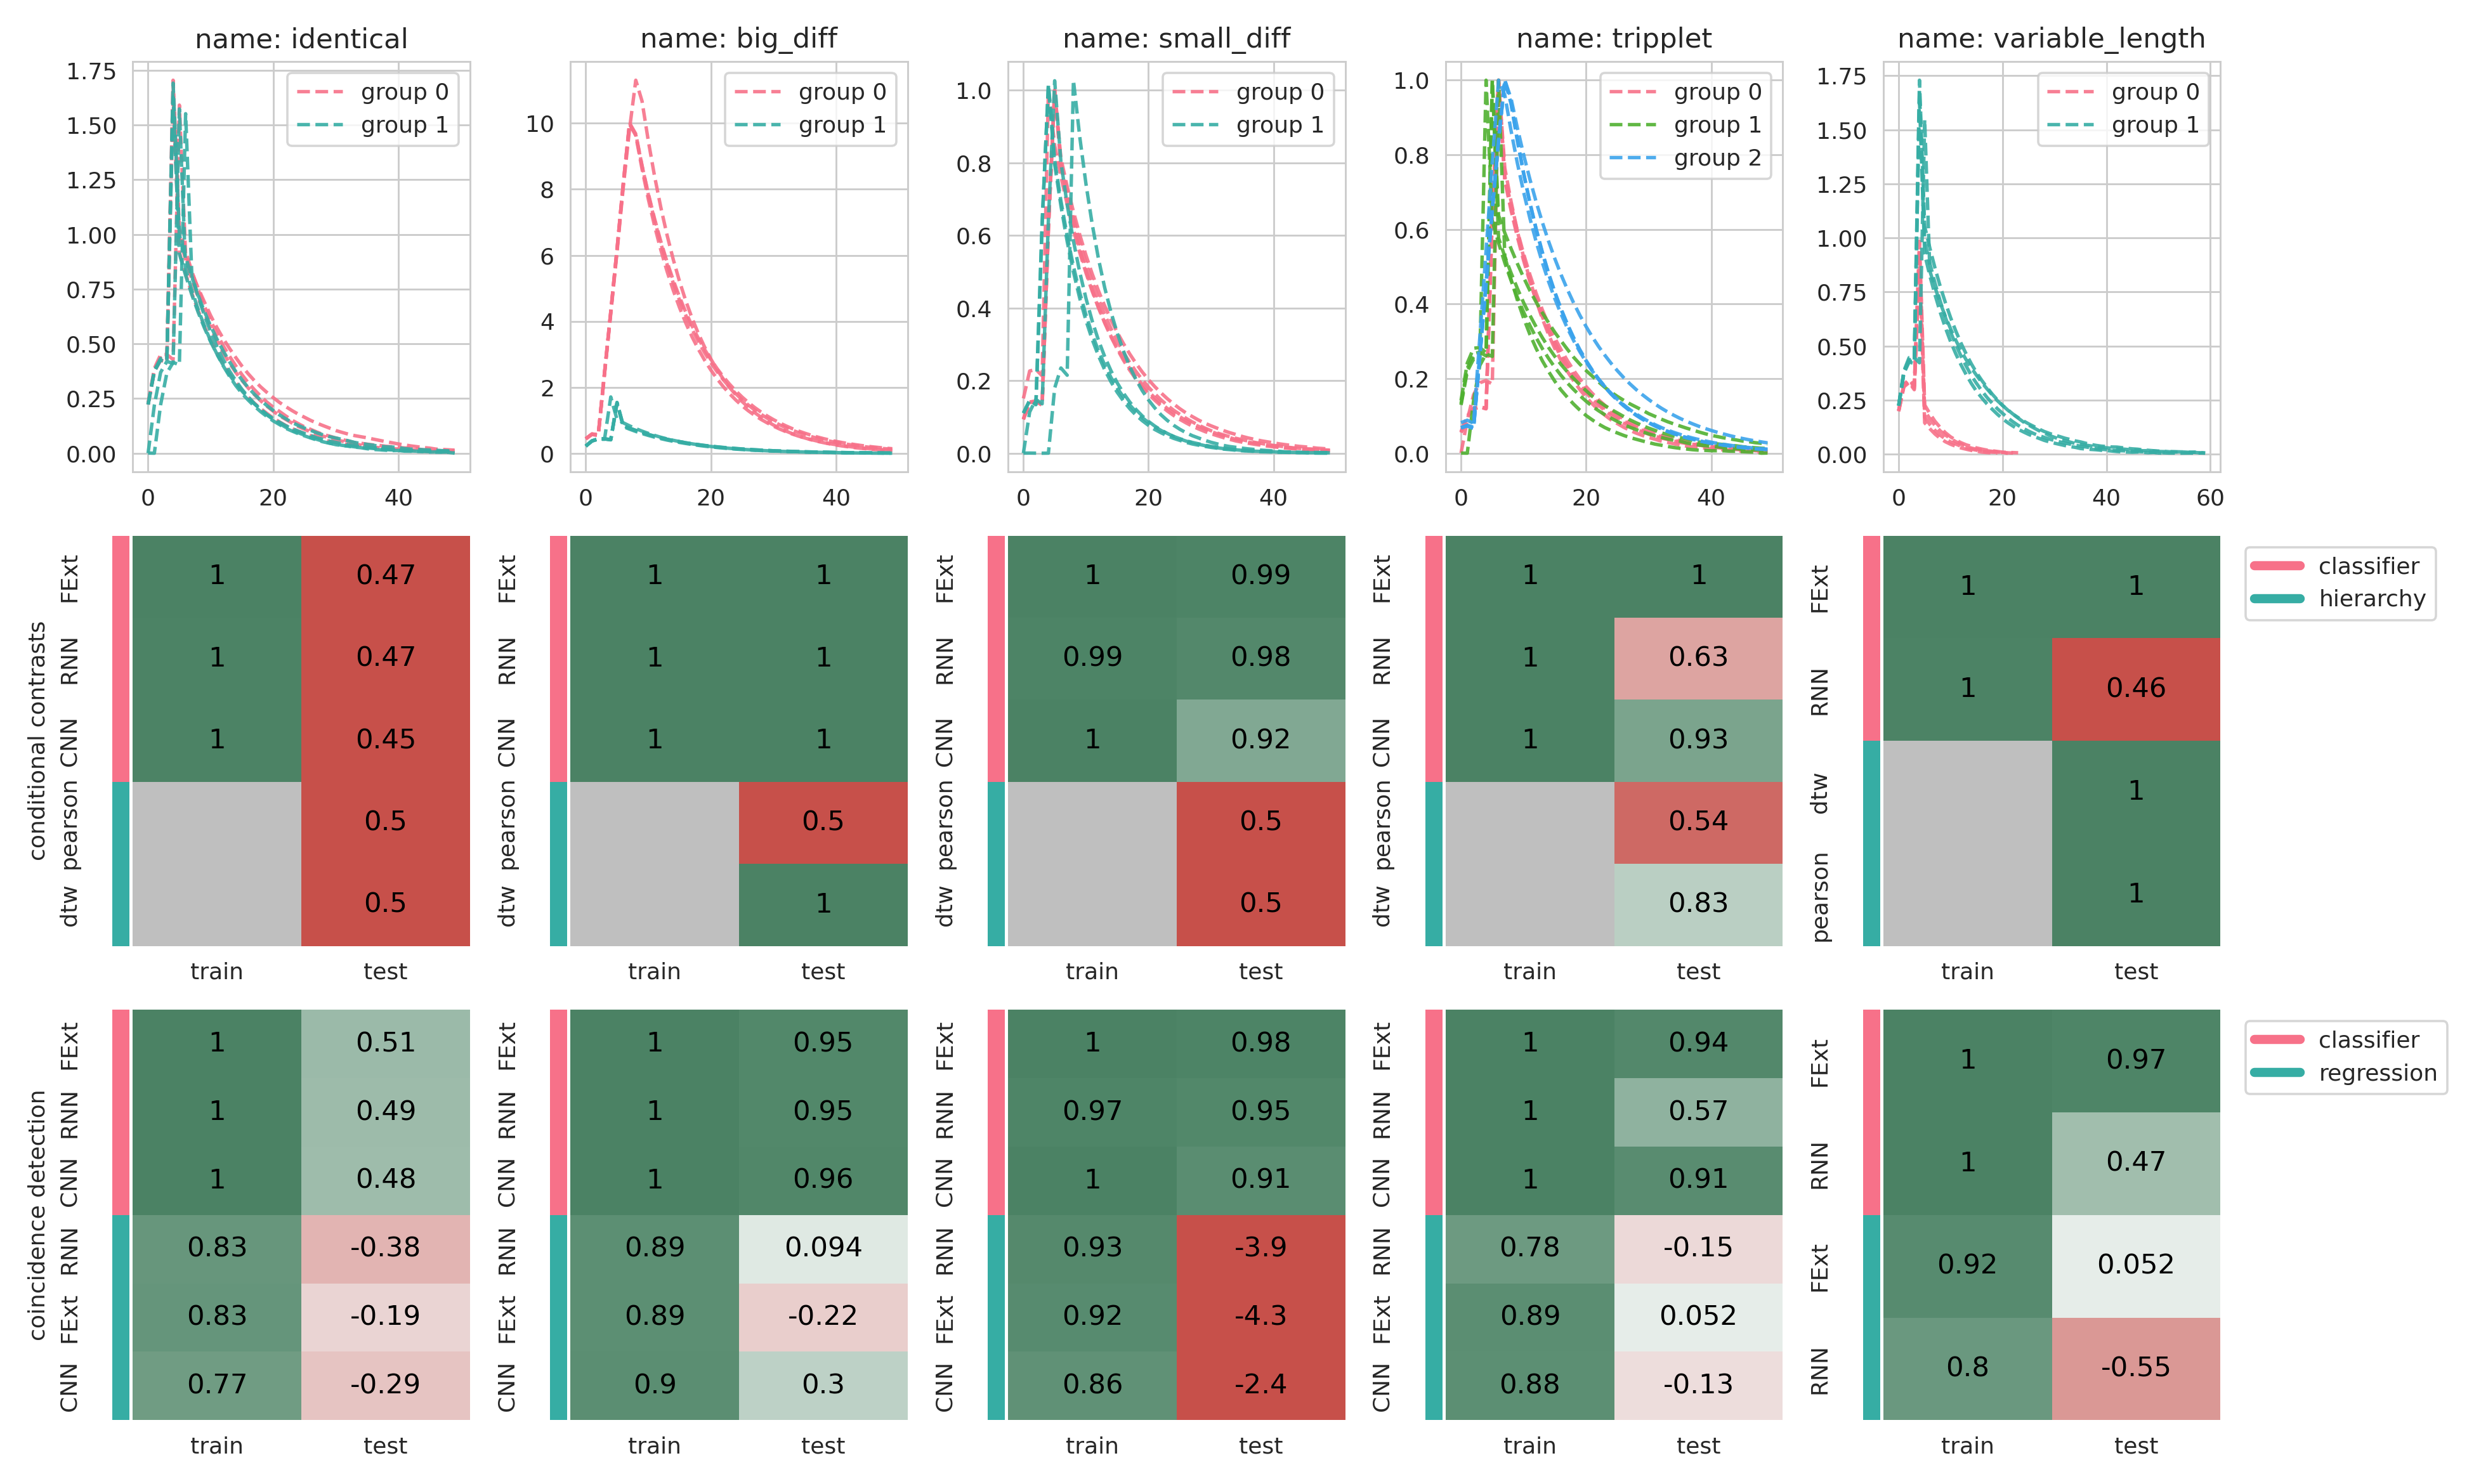 name: identical
name: big_diff
name: small_diff
name: tripplet
name: variable_length
1.75
1.50
1.25
1.00
0.75
0.50
0.25
0.00
0 20 40
group 0
group 1
10
8
6
4
2
0
0 20 40
group 0
group 1
1.0
0.8
0.6
0.4
0.2
0.0
0 20 40
group 0
group 1
1.0
0.8
0.6
0.4
0.2
0.0
0 20 40
group 0
group 1
group 2
1.75
1.50
1.25
1.00
0.75
0.50
0.25
0.00
0 20 40 60
group 0
group 1
conditional contrasts
FExt 1 0.47
RNN 1 0.47
CNN 1 0.45
pearson 0.5
dtw 0.5
train test
FExt 1 1
RNN 1 1
CNN 1 1
pearson 0.5
dtw 1
train test
FExt 1 0.99
RNN 0.99 0.98
CNN 1 0.92
pearson 0.5
dtw 0.5
train test
FExt 1 1
RNN 1 0.63
CNN 1 0.93
pearson 0.54
dtw 0.83
train test
FExt 1 1
RNN 1 0.46
dtw 1
pearson 1
train test
classifier
hierarchy
coincidence detection
FExt 1 0.51
RNN 1 0.49
CNN 1 0.48
RNN 0.83 -0.38
FExt 0.83 -0.19
CNN 0.77 -0.29
train test
FExt 1 0.95
RNN 1 0.95
CNN 1 0.96
RNN 0.89 0.094
FExt 0.89 -0.22
CNN 0.9 0.3
train test
FExt 1 0.98
RNN 0.97 0.95
CNN 1 0.91
RNN 0.93 -3.9
FExt 0.92 -4.3
CNN 0.86 -2.4
train test
FExt 1 0.94
RNN 1 0.57
CNN 1 0.91
RNN 0.78 -0.15
FExt 0.89 0.052
CNN 0.88 -0.13
train test
FExt 1 0.97
RNN 1 0.47
FExt 0.92 0.052
RNN 0.8 -0.55
train test
classifier
regression